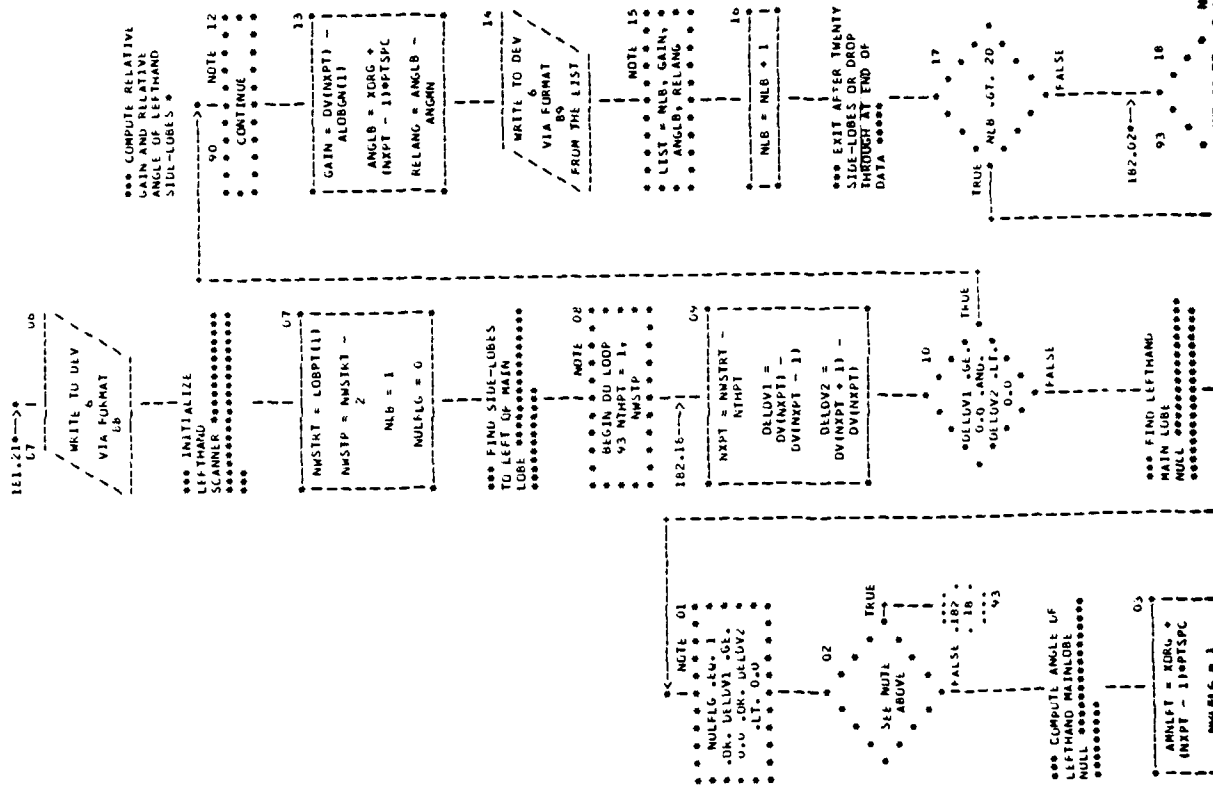 NOTE 01
NULFLG .EQ. 1
.OR. DELDV1 .GE.
0.0 .OR. DELDV2
.LT. 0.0
02
SEE NOTE
ABOVE
TRUE
FALSE
.182 .
18
93
*** COMPUTE ANGLE OF
LEFTHAND MAINLOBE
NULL **********
*******
03
AMNLFT = XORG +
(NXPT - 1)*PTSPC
NULFLG = 1
181.21*--->*
07
06
WRITE TO DEV
6
VIA FORMAT
88
*** INITIALIZE
LEFTHAND
SCANNER **********
********************
***
07
NWSTRT = LOBPT(1)
NWSTP = NWSTRT -
2
NLB = 1
NULFLG = 0
*** FIND SIDE-LOBES
TO LEFT OF MAIN
LOBE ***************
*******
NOTE 08
BEGIN DO LOOP
93 NTHPT = 1,
NWSTP
182.18--->*
09
NXPT = NWSTRT -
NTHPT
DELDV1 =
DV(NXPT) -
DV(NXPT - 1)
DELDV2 =
DV(NXPT + 1) -
DV(NXPT)
10
*DELDV1 .GE.*
0.0 .AND.
*DELDV2 .LT.*
0.0
TRUE
FALSE
*** FIND LEFTHAND
MAIN LOBE
NULL ***************
********************
*** COMPUTE RELATIVE
GAIN AND RELATIVE
ANGLE OF LEFTHAND
SIDE-LOBES *
90
NOTE 12
CONTINUE
13
GAIN = DV(NXPT) -
ALOBGN(1)
ANGLB = XORG +
(NXPT - 1)*PTSPC
RELANG = ANGLB -
ANGMN
14
WRITE TO DEV
6
VIA FORMAT
89
FROM THE LIST
NOTE 15
LIST = NLB, GAIN,
ANGLB, RELANG
16
NLB = NLB + 1
*** EXIT AFTER TWENTY
SIDE-LOBES OR DROP
THROUGH AT END OF
DATA *****
17
NLB .GT. 20
TRUE
FALSE
182.02*--->*
93
18